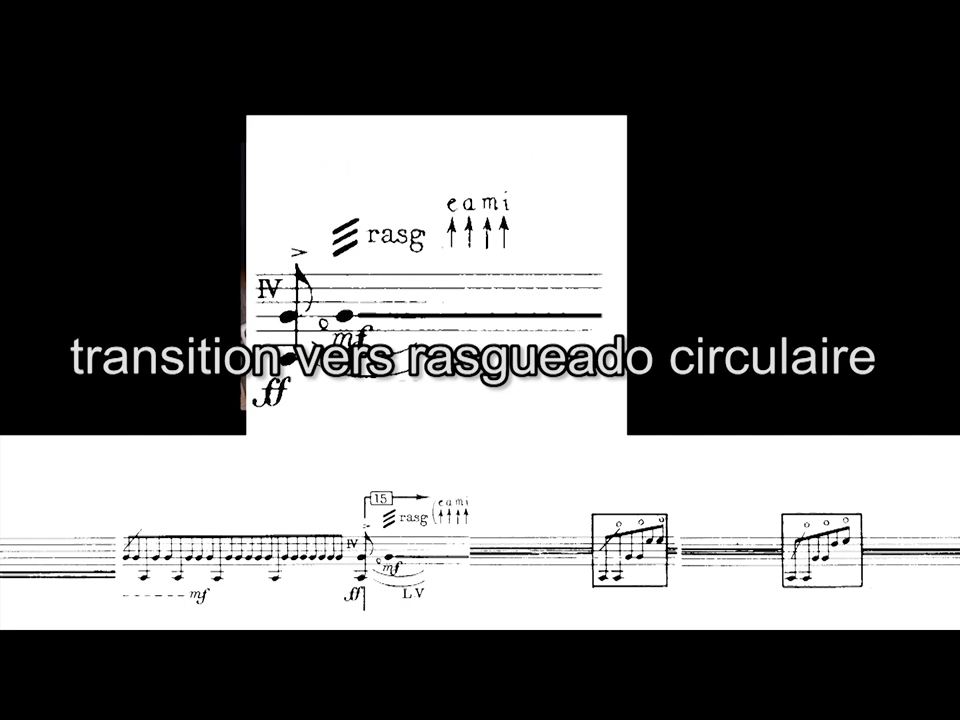 e a m i
rasg
>
IV
mf
transition vers rasgueado circulaire
ff
15
e a m i
rasg (
>
IV
mf
mf
ff
LV